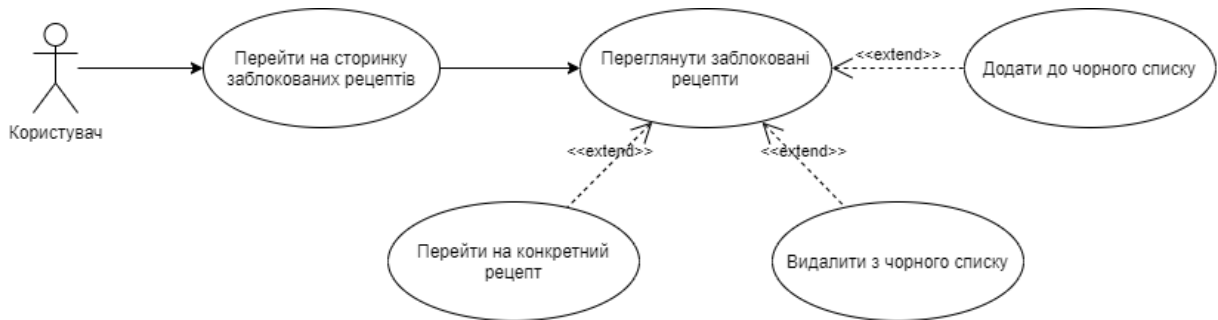 Перейти на сторинку
заблокованих рецептів
Переглянути заблоковані
рецепти
<<extend>>
Додати до чорного списку
Користувач
<<extend>>
<<extend>>
Перейти на конкретний
рецепт
Видалити з чорного списку